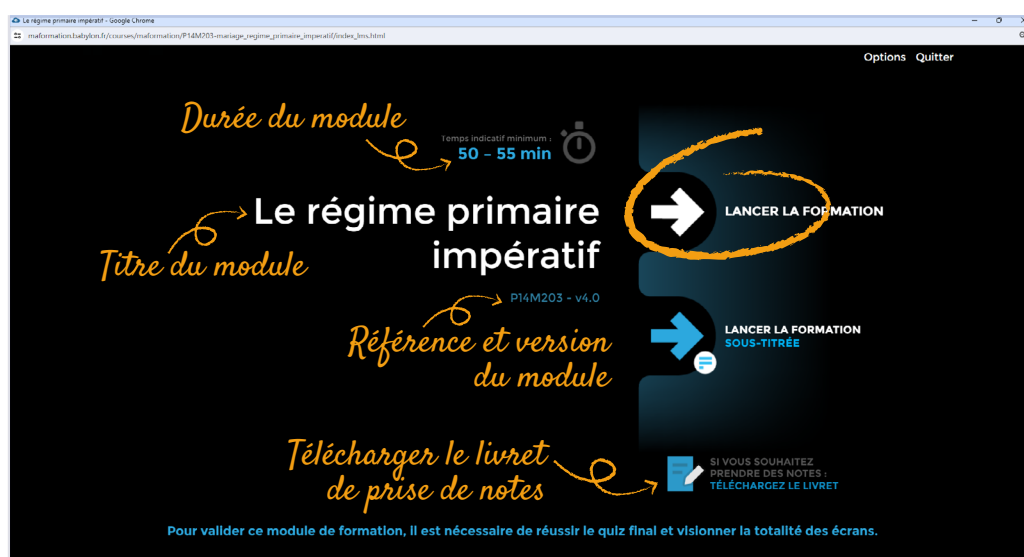 Le régime primaire impératif - Google Chrome
maformation.babylon.fr/courses/maformation/P14M203-mariage_regime_primaire_imperatif/index_lms.html
Options Quitter
Durée du module
Temps indicatif minimum :
50 – 55 min
Le régime primaire
impératif
LANCER LA FORMATION
Titre du module
P14M203 - v4.0
Référence et version
du module
LANCER LA FORMATION
SOUS-TITRÉE
Télécharger le livret
de prise de notes
SI VOUS SOUHAITEZ
PRENDRE DES NOTES :
TÉLÉCHARGEZ LE LIVRET
Pour valider ce module de formation, il est nécessaire de réussir le quiz final et visionner la totalité des écrans.